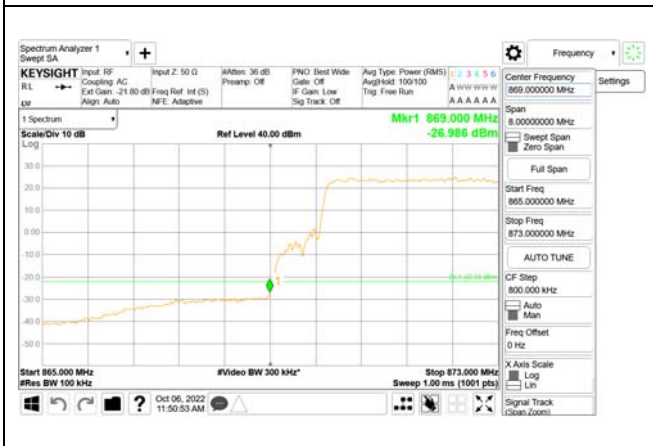 Spectrum Analyzer 1
Swept SA
Frequency
KEYSIGHT
RL
Input: RF
Coupling: AC
Ext Gain: -21.80 dB
Align: Auto
Input Z: 50 Ω
Freq Ref: Int (S)
NFE: Adaptive
#Atten: 36 dB
Preamp: Off
PNO: Best Wide
Gate: Off
IF Gain: Low
Sig Track: Off
Avg Type: Power (RMS)
Avg|Hold: 100/100
Trig: Free Run
1 2 3 4 5 6
A W W W W W
A A A A A A
1 Spectrum
Scale/Div 10 dB
Log
Ref Level 40.00 dBm
Mkr1 869.000 MHz
-26.986 dBm
30.0
20.0
10.0
0.00
-10.0
-20.0
-30.0
-40.0
-50.0
1
Start 865.000 MHz
#Res BW 100 kHz
#Video BW 300 kHz*
Stop 873.000 MHz
Sweep 1.00 ms (1001 pts)
?
Oct 06, 2022
11:50:53 AM
Center Frequency
869.000000 MHz
Settings
Span
8.00000000 MHz
Swept Span
Zero Span
Full Span
Start Freq
865.000000 MHz
Stop Freq
873.000000 MHz
AUTO TUNE
CF Step
800.000 kHz
Auto
Man
Freq Offset
0 Hz
X Axis Scale
Log
Lin
Signal Track
(Span Zoom)